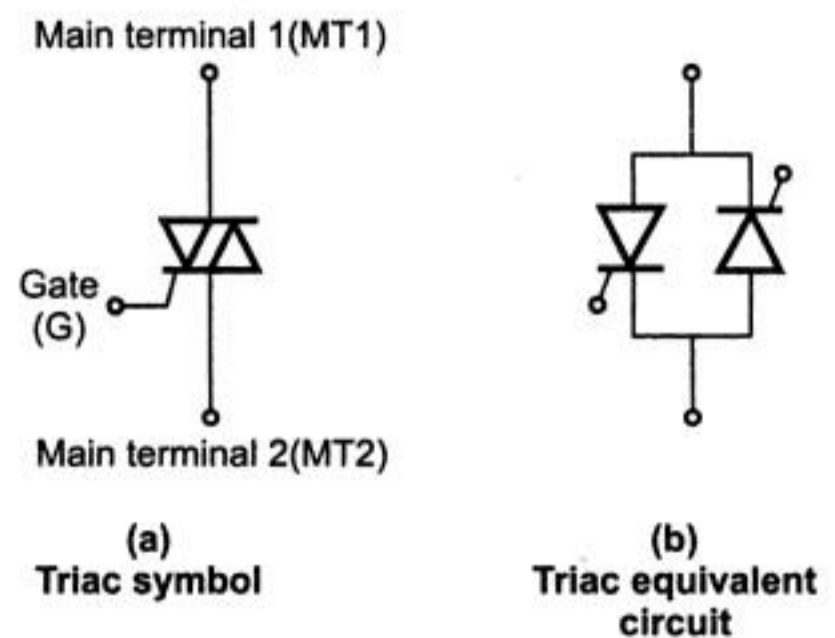 Main terminal 1(MT1)
Gate
(G)
Main terminal 2(MT2)
(a)
Triac symbol
(b)
Triac equivalent
circuit